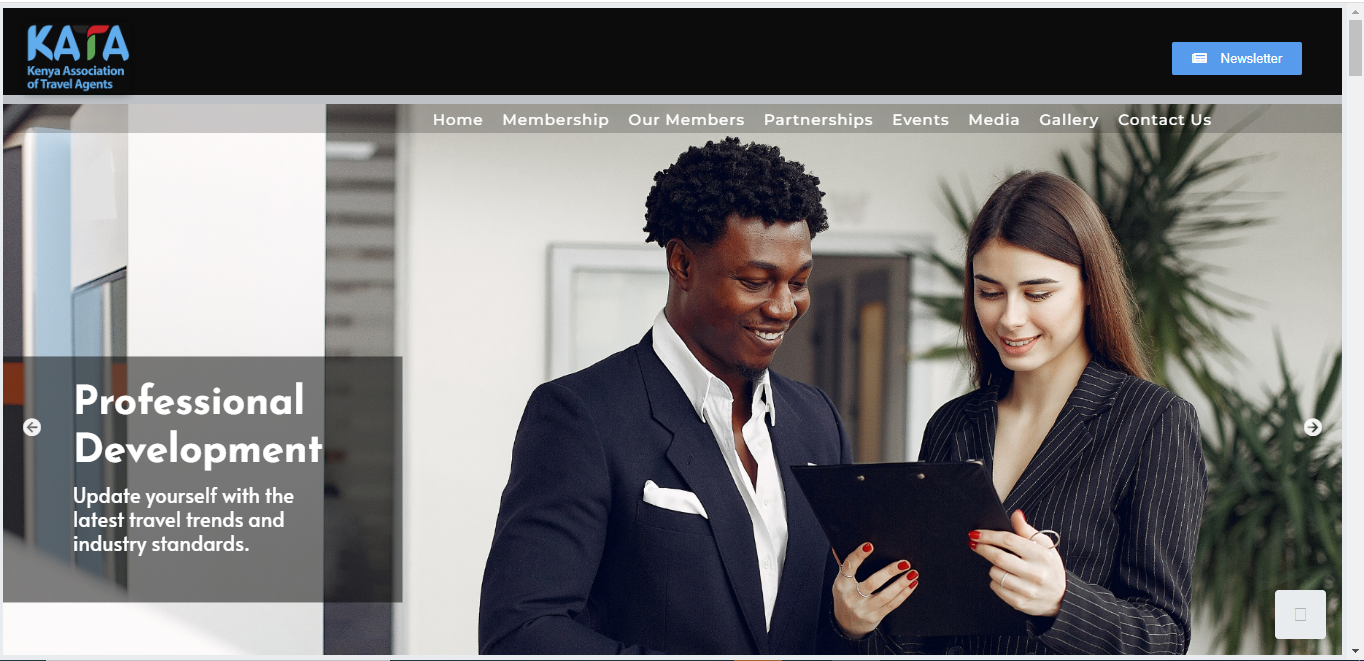 KATA
Kenya Association
of Travel Agents
Newsletter
Home Membership Our Members Partnerships Events Media Gallery Contact Us
Professional
Development
Update yourself with the
latest travel trends and
industry standards.